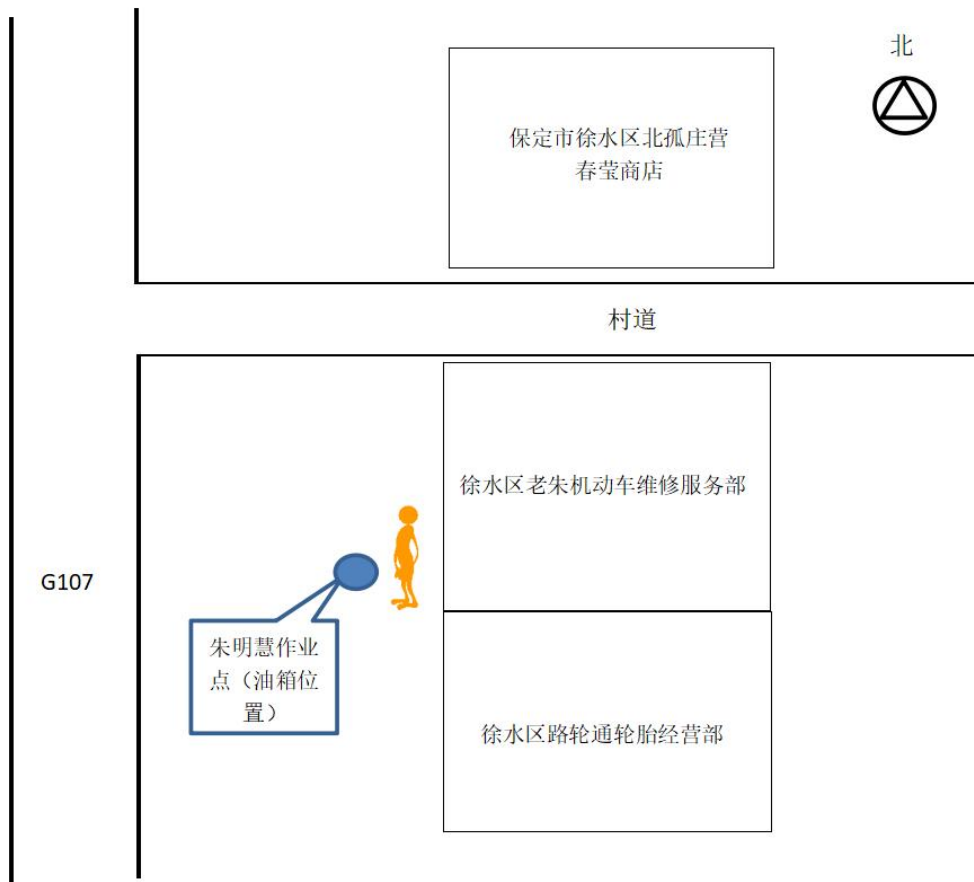 北
保定市徐水区北孤庄营
春莹商店
村道
徐水区老朱机动车维修服务部
G107
朱明慧作业
点（油箱位
置）
徐水区路轮通轮胎经营部